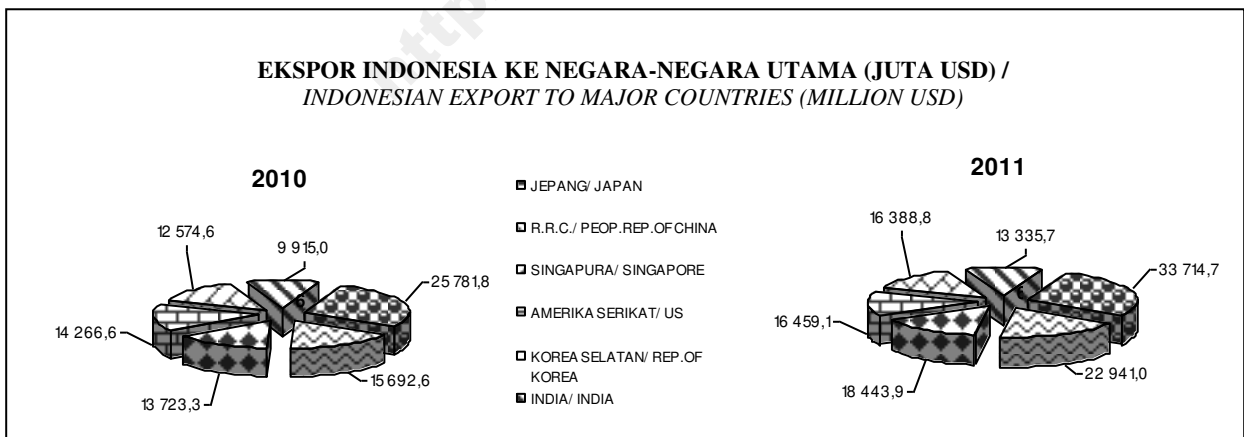 http
EKSPOR INDONESIA KE NEGARA-NEGARA UTAMA (JUTA USD) /
INDONESIAN EXPORT TO MAJOR COUNTRIES (MILLION USD)
2010
12 574,6
9 915,0
25 781,8
14 266,6
13 723,3
15 692,6
6
JEPANG/ JAPAN
R.R.C./ PEOP.REP.OF CHINA
SINGAPURA/ SINGAPORE
AMERIKA SERIKAT/ US
KOREA SELATAN/ REP.OF
KOREA
INDIA/ INDIA
2011
16 388,8
13 335,7
33 714,7
16 459,1
18 443,9
22 941,0